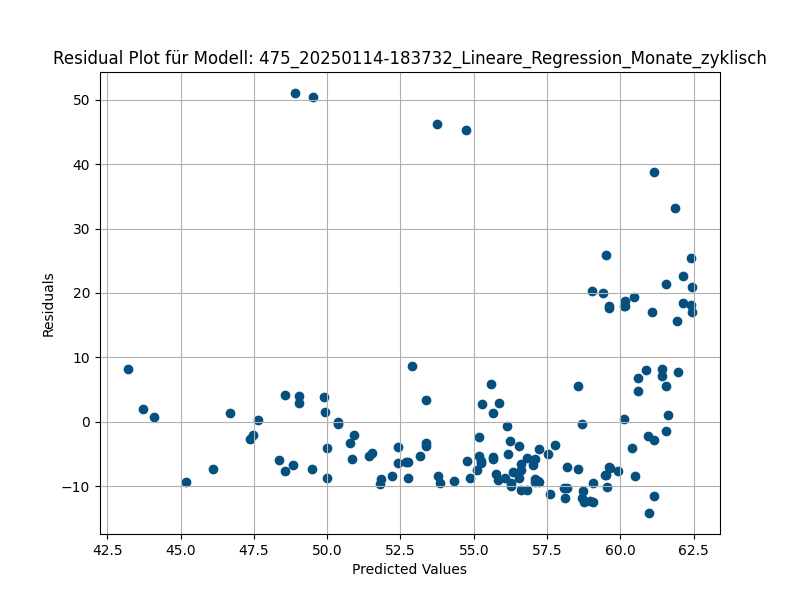 Residual Plot für Modell: 475_20250114-183732_Lineare_Regression_Monate_zyklisch
50
40
30
20
10
0
−10
Residuals
42.5 45.0 47.5 50.0 52.5 55.0 57.5 60.0 62.5
Predicted Values